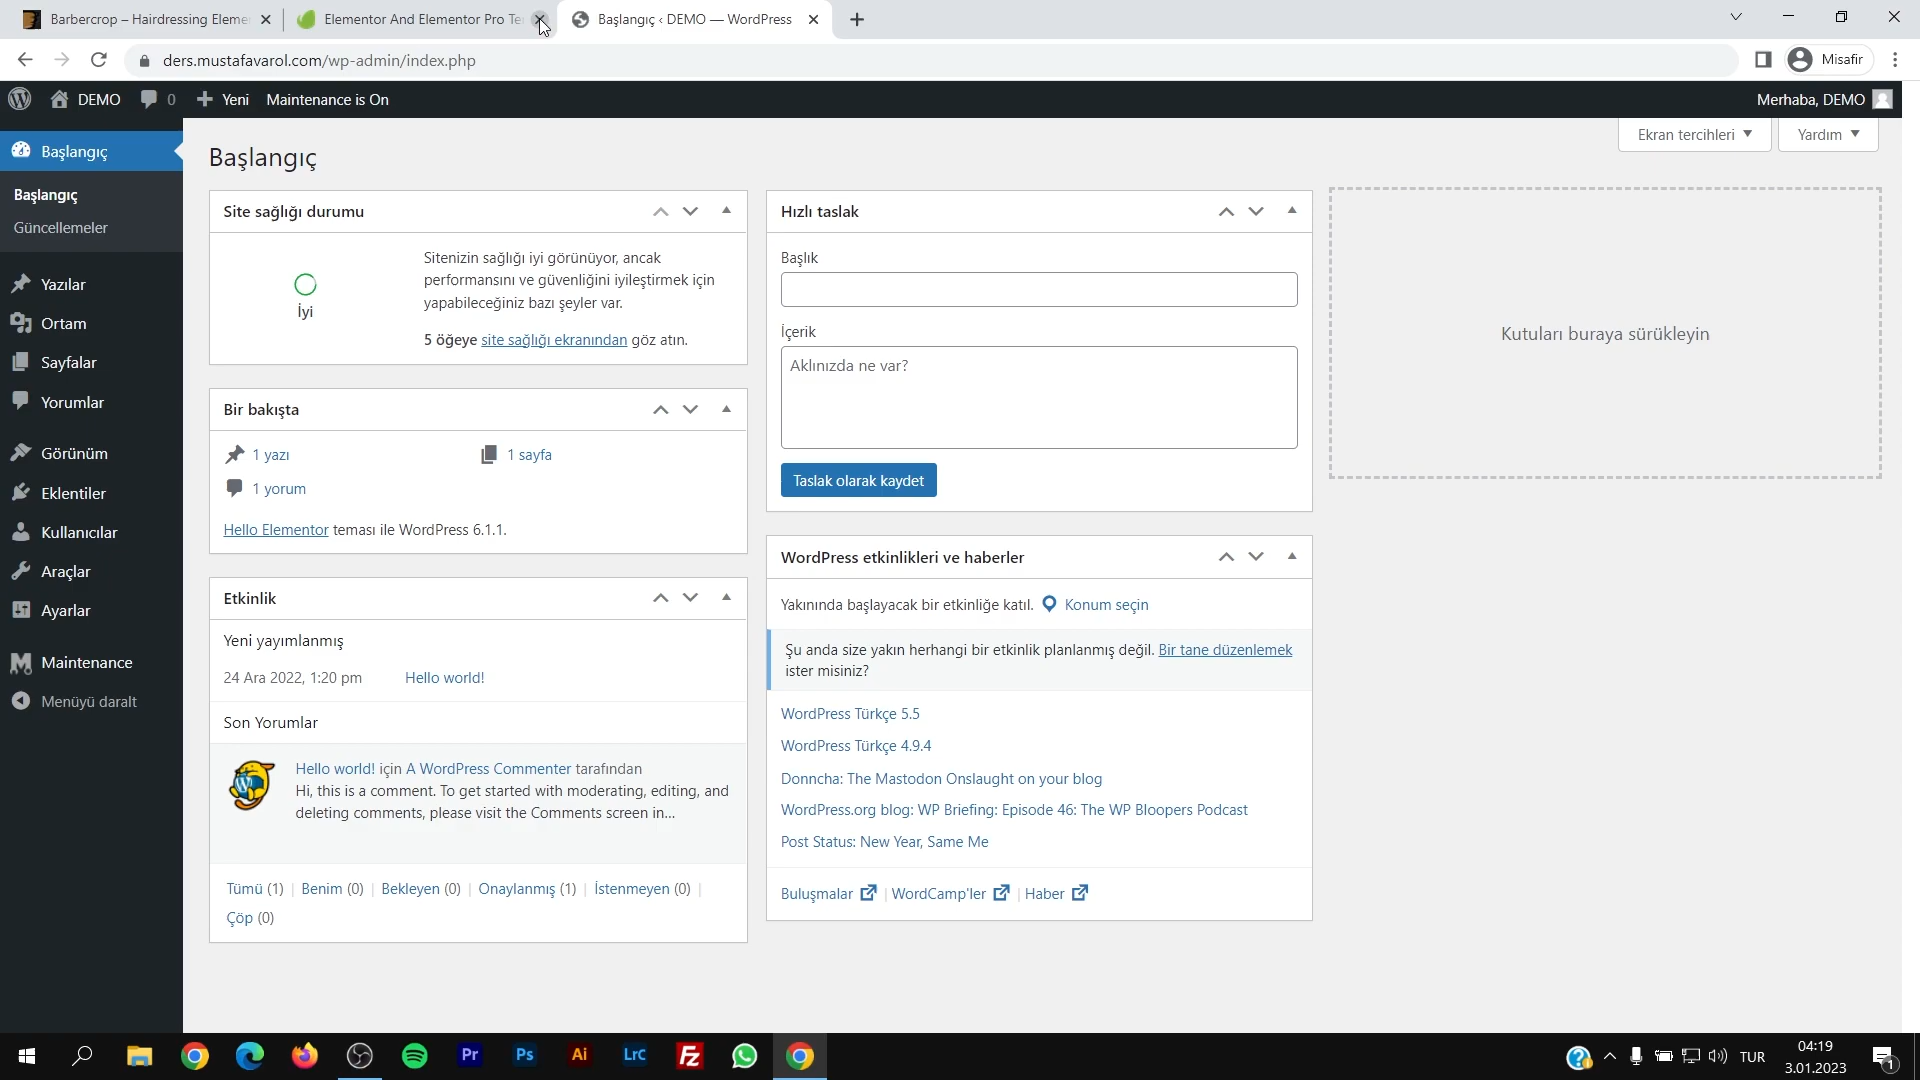 Barbercrop – Hairdressing Eleme
Elementor And Elementor Pro Te
Başlangıç ‹ DEMO — WordPress
ders.mustafavarol.com/wp-admin/index.php
Misafir
DEMO
0
Yeni
Maintenance is On
Merhaba, DEMO
Başlangıç
Başlangıç
Güncellemeler
Yazılar
Ortam
Sayfalar
Yorumlar
Görünüm
Eklentiler
Kullanıcılar
Araçlar
Ayarlar
Maintenance
Menüyü daralt
Ekran tercihleri
Yardım
Başlangıç
Site sağlığı durumu
İyi
Sitenizin sağlığı iyi görünüyor, ancak
performansını ve güvenliğini iyileştirmek için
yapabileceğiniz bazı şeyler var.
5 öğeye site sağlığı ekranından göz atın.
Bir bakışta
1 yazı
1 sayfa
1 yorum
Hello Elementor teması ile WordPress 6.1.1.
Etkinlik
Yeni yayımlanmış
24 Ara 2022, 1:20 pm
Hello world!
Son Yorumlar
Hello world! için A WordPress Commenter tarafından
Hi, this is a comment. To get started with moderating, editing, and
deleting comments, please visit the Comments screen in…
Tümü (1) | Benim (0) | Bekleyen (0) | Onaylanmış (1) | İstenmeyen (0) |
Çöp (0)
Hızlı taslak
Başlık
İçerik
Aklınızda ne var?
Taslak olarak kaydet
WordPress etkinlikleri ve haberler
Yakınında başlayacak bir etkinliğe katıl.
Konum seçin
Şu anda size yakın herhangi bir etkinlik planlanmış değil. Bir tane düzenlemek
ister misiniz?
WordPress Türkçe 5.5
WordPress Türkçe 4.9.4
Donncha: The Mastodon Onslaught on your blog
WordPress.org blog: WP Briefing: Episode 46: The WP Bloopers Podcast
Post Status: New Year, Same Me
Buluşmalar | WordCamp'ler | Haber
Kutuları buraya sürükleyin
Pr
Ps
Ai
LrC
Fz
TUR
04:19
3.01.2023
1